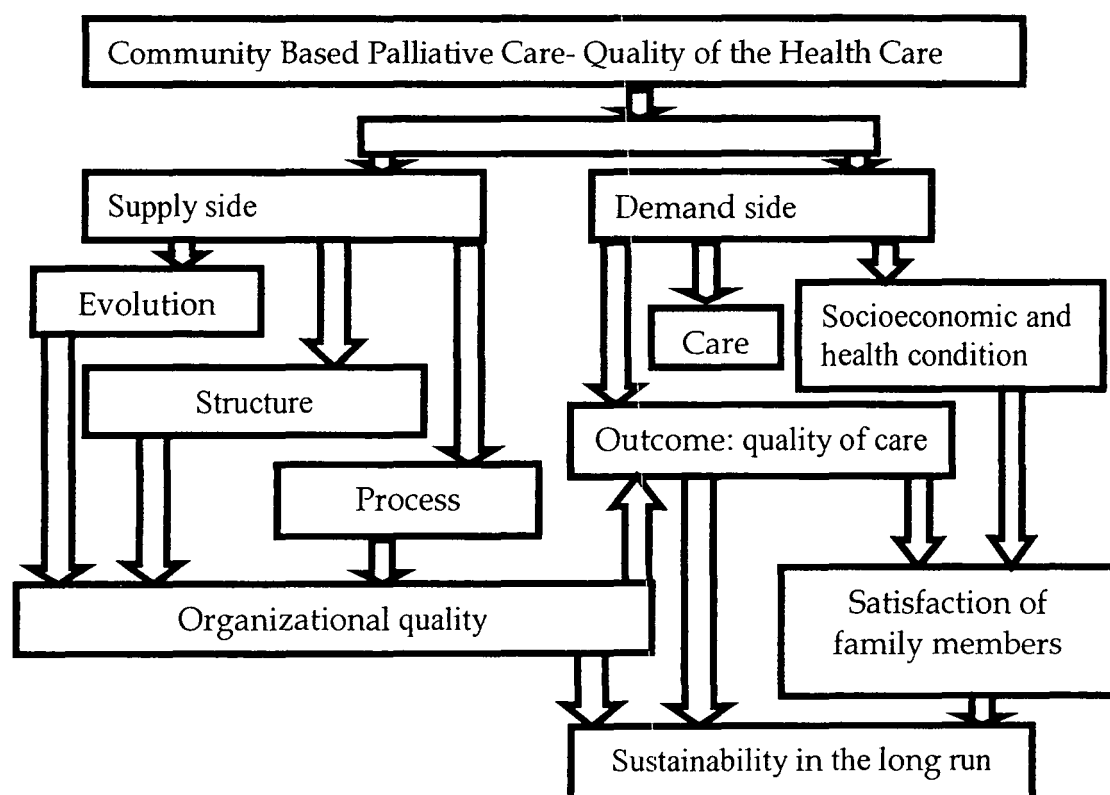 Community Based Palliative Care- Quality of the Health Care
Supply side
Demand side
Evolution
Care
Socioeconomic and
health condition
Structure
Outcome: quality of care
Process
Organizational quality
Satisfaction of
family members
Sustainability in the long run